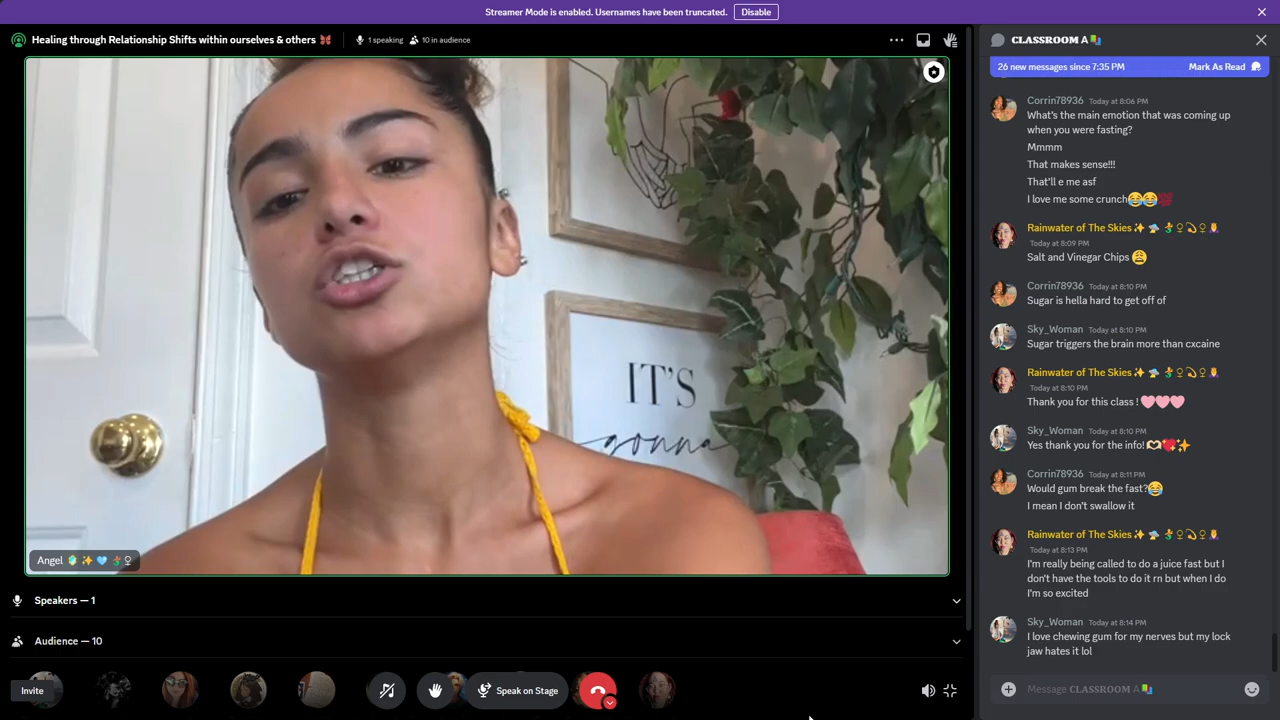 Streamer Mode is enabled. Usernames have been truncated. Disable
Healing through Relationship Shifts within ourselves & others 🦋
1 speaking 10 in audience
IT'S
gonna
Angel
Speakers — 1
Audience — 10
Invite
Speak on Stage
CLASSROOM A
26 new messages since 7:35 PM Mark As Read
Corrin78936 Today at 8:06 PM
What's the main emotion that was coming up
when you were fasting?
Mmmm
That makes sense!!!
That'll e me asf
I love me some crunch😂😂💯
Rainwater of The Skies
Today at 8:09 PM
Salt and Vinegar Chips 😩
Corrin78936 Today at 8:10 PM
Sugar is hella hard to get off of
Sky_Woman Today at 8:10 PM
Sugar triggers the brain more than cxcaine
Rainwater of The Skies
Today at 8:10 PM
Thank you for this class ! 🩷🩷🩷
Sky_Woman Today at 8:10 PM
Yes thank you for the info! 🫶💖✨
Corrin78936 Today at 8:11 PM
Would gum break the fast?😂
I mean I don't swallow it
Rainwater of The Skies
Today at 8:13 PM
I'm really being called to do a juice fast but I
don't have the tools to do it rn but when I do
I'm so excited
Sky_Woman Today at 8:14 PM
I love chewing gum for my nerves but my lock
jaw hates it lol
Message CLASSROOM A